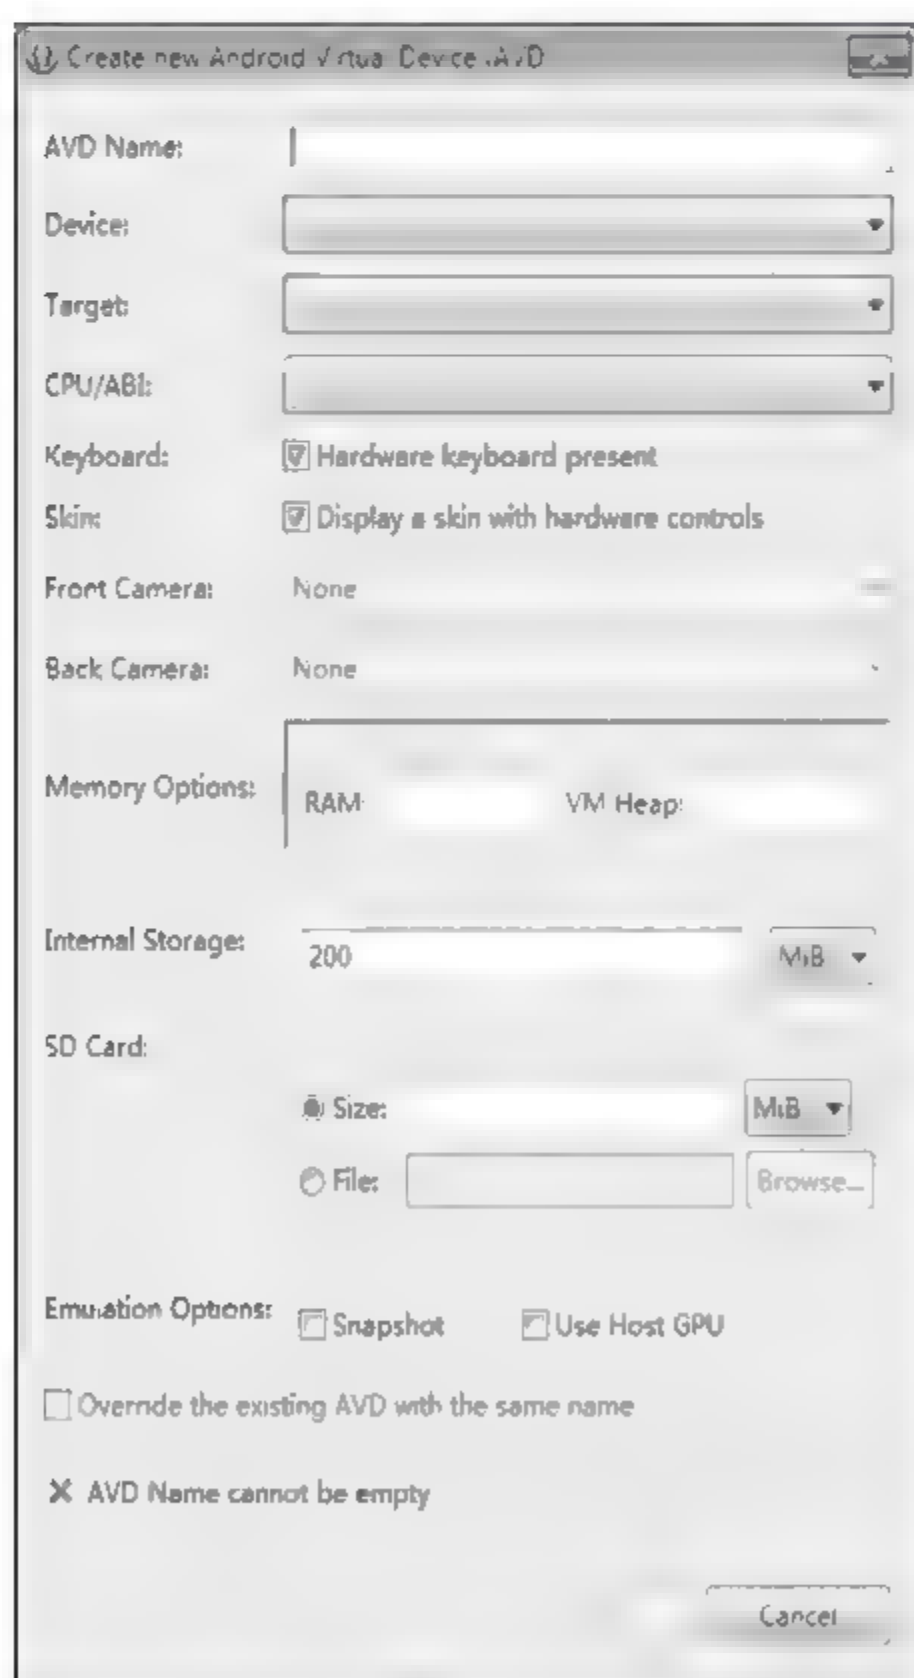 Create new Android Virtual Device (AVD)
AVD Name:
Device:
Target:
CPU/ABI:
Keyboard: Hardware keyboard present
Skin: Display a skin with hardware controls
Front Camera: None
Back Camera: None
Memory Options: RAM: VM Heap:
Internal Storage: 200 MiB
SD Card:
Size: MiB
File: Browse...
Emulation Options: Snapshot Use Host GPU
Override the existing AVD with the same name
AVD Name cannot be empty
Cancel